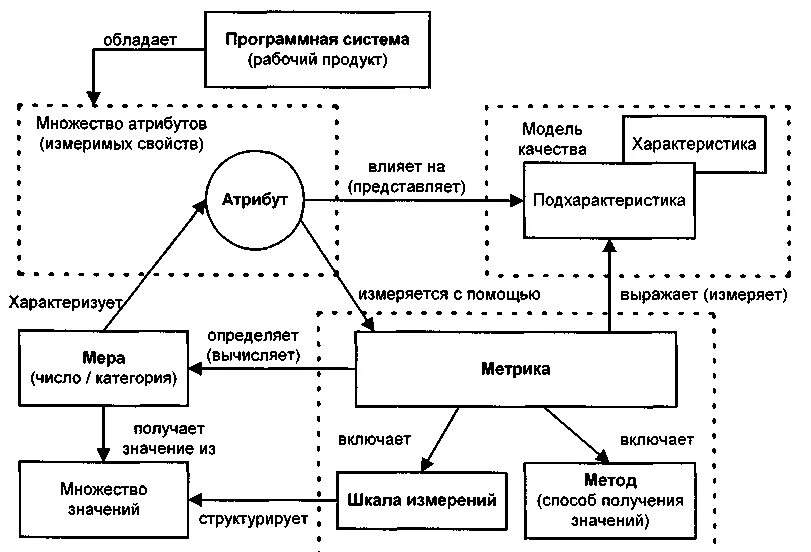 обладает
Программная система
(рабочий продукт)
Множество атрибутов
(измеримых свойств)
Атрибут
влияет на
(представляет)
Модель
качества
Характеристика
Подхарактеристика
Характеризует
измеряется с помощью
выражает (измеряет)
определяет
(вычисляет)
Мера
(число / категория)
Метрика
получает
значение из
включает
включает
Множество
значений
структурирует
Шкала измерений
Метод
(способ получения
значений)